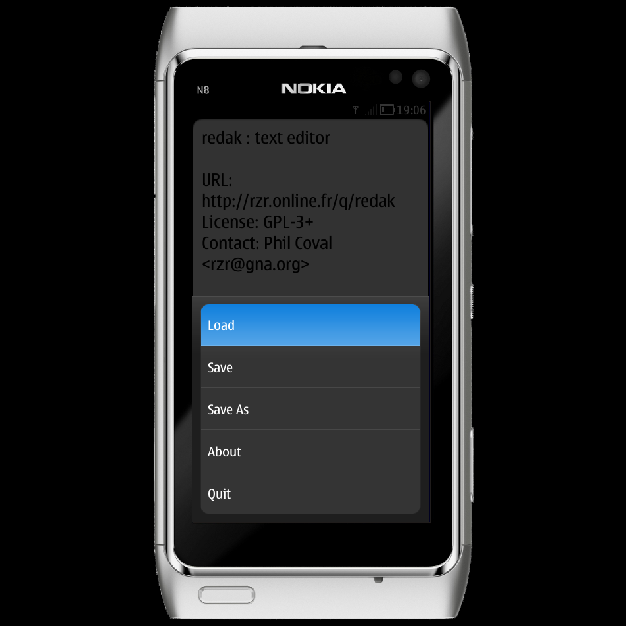 N8
NOKIA
19:06
redak : text editor
URL:
http://rzr.online.fr/q/redak
License: GPL-3+
Contact: Phil Coval
<rzr@gna.org>
Load
Save
Save As
About
Quit